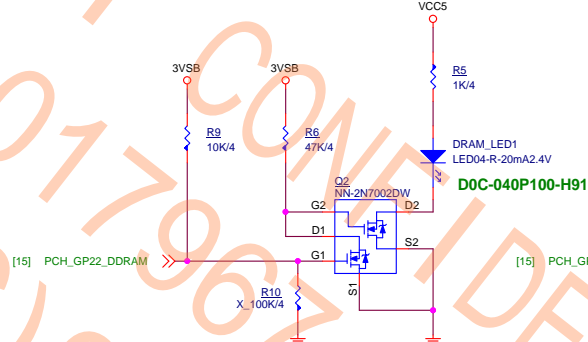 VCC5
3VSB
3VSB
R5
1K/4
R9
10K/4
R6
47K/4
DRAM_LED1
LED04-R-20mA2.4V
D0C-040P100-H91
Q2
NN-2N7002DW
G2
D2
D1
S2
G1
[15] PCH_GP22_DDRAM
[15]
S1
R10
X_100K/4